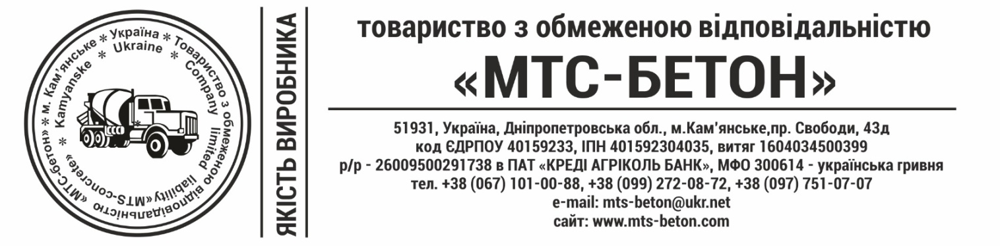 м. Кам'янське * Україна * Товариство з обмеженою відповідальністю «МТС-бетон» *
Kamyanske * Ukraine * Company limited liability «MTS-concrete» *
ЯКІСТЬ ВИРОБНИКА
товариство з обмеженою відповідальністю
«МТС-БЕТОН»
51931, Україна, Дніпропетровська обл., м.Кам'янське,пр. Свободи, 43д
код ЄДРПОУ 40159233, ІПН 401592304035, витяг 1604034500399
р/р - 26009500291738 в ПАТ «КРЕДІ АГРІКОЛЬ БАНК», МФО 300614 - українська гривня
тел. +38 (067) 101-00-88, +38 (099) 272-08-72, +38 (097) 751-07-07
e-mail: mts-beton@ukr.net
сайт: www.mts-beton.com